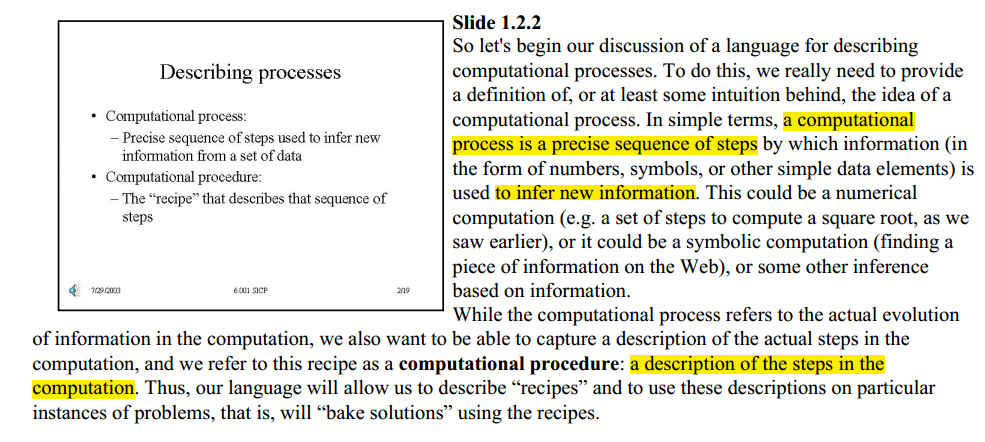 Describing processes
• Computational process:
– Precise sequence of steps used to infer new
information from a set of data
• Computational procedure:
– The “recipe” that describes that sequence of
steps
7/29/2003 6.001 SICP 2/19
Slide 1.2.2
So let's begin our discussion of a language for describing
computational processes. To do this, we really need to provide
a definition of, or at least some intuition behind, the idea of a
computational process. In simple terms, a computational
process is a precise sequence of steps by which information (in
the form of numbers, symbols, or other simple data elements) is
used to infer new information. This could be a numerical
computation (e.g. a set of steps to compute a square root, as we
saw earlier), or it could be a symbolic computation (finding a
piece of information on the Web), or some other inference
based on information.
While the computational process refers to the actual evolution
of information in the computation, we also want to be able to capture a description of the actual steps in the
computation, and we refer to this recipe as a computational procedure: a description of the steps in the
computation. Thus, our language will allow us to describe “recipes” and to use these descriptions on particular
instances of problems, that is, will “bake solutions” using the recipes.